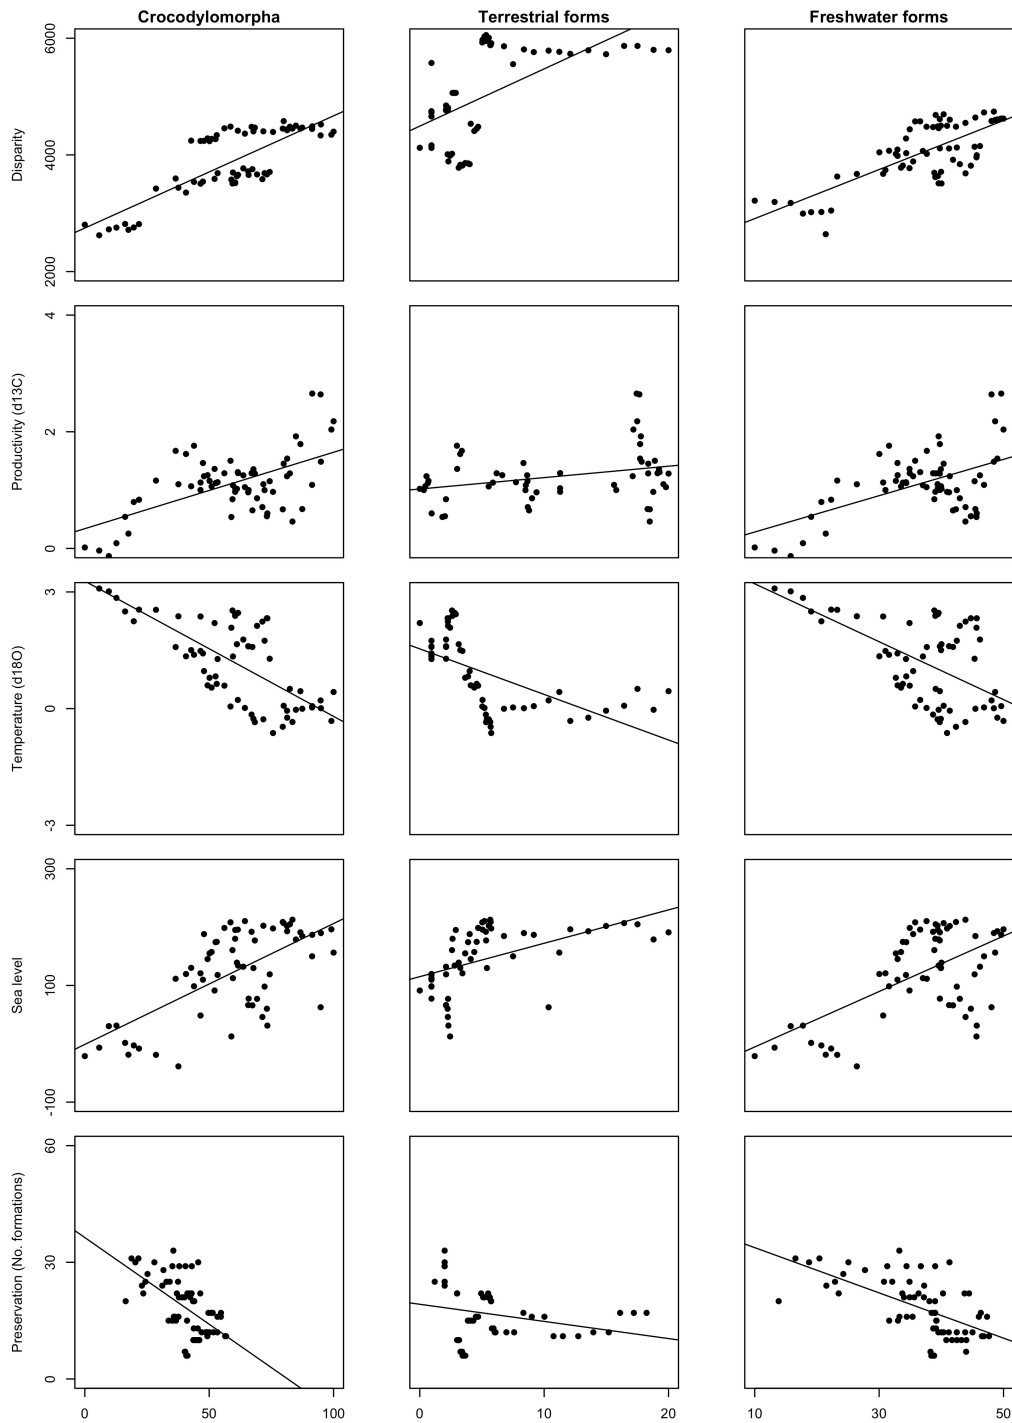 Crocodylomorpha
Terrestrial forms
Freshwater forms
Disparity
6000
4000
2000
Productivity (d13C)
4
2
0
Temperature (d18O)
3
0
-3
Sea level
300
100
-100
Preservation (No. formations)
60
30
0
0 50 100
0 10 20
10 30 50